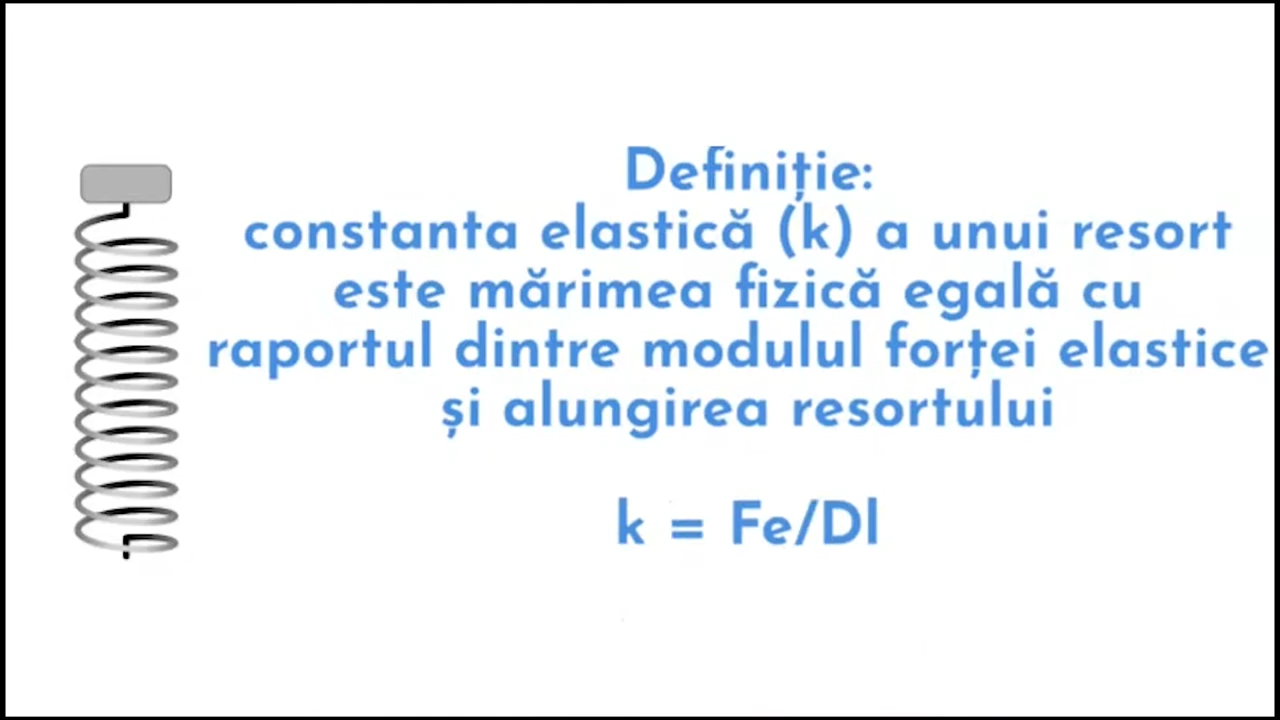 Definiție:
constanta elastică (k) a unui resort
este mărimea fizică egală cu
raportul dintre modulul forței elastice
și alungirea resortului
k = Fe/Dl